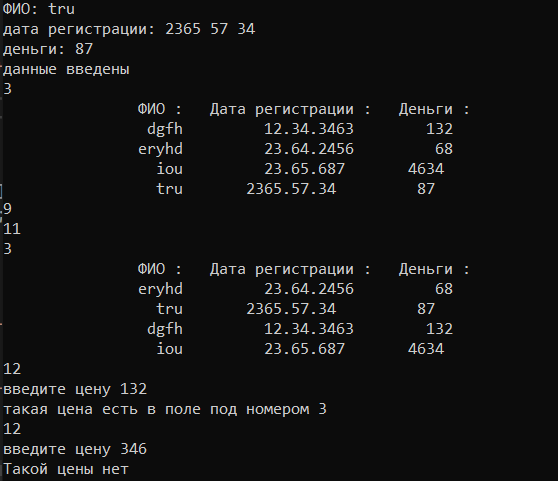 ФИО: tru
дата регистрации: 2365 57 34
деньги: 87
данные введены
3
ФИО : Дата регистрации : Деньги :
dgfh 12.34.3463 132
eryhd 23.64.2456 68
iou 23.65.687 4634
tru 2365.57.34 87
9
11
3
ФИО : Дата регистрации : Деньги :
eryhd 23.64.2456 68
tru 2365.57.34 87
dgfh 12.34.3463 132
iou 23.65.687 4634
12
введите цену 132
такая цена есть в поле под номером 3
12
введите цену 346
Такой цены нет